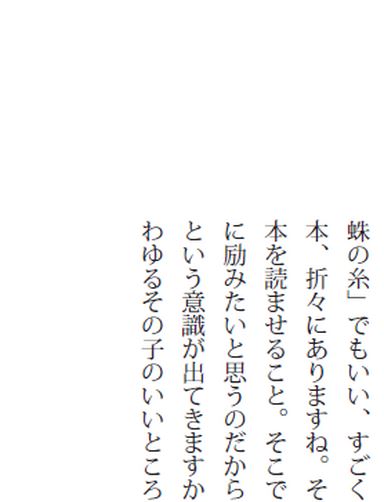 蛛の糸」でもいい、すごく
本、折々にありますね。そ
本を読ませること。そこで
に励みたいと思うのだから
という意識が出てきますか
わゆるその子のいいところ